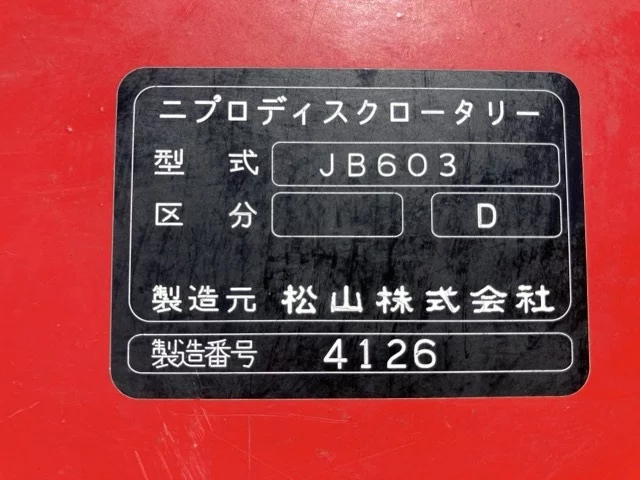 ニプロディスクロータリー
型式 JB603
区分 D
製造元 松山株式会社
製造番号 4126